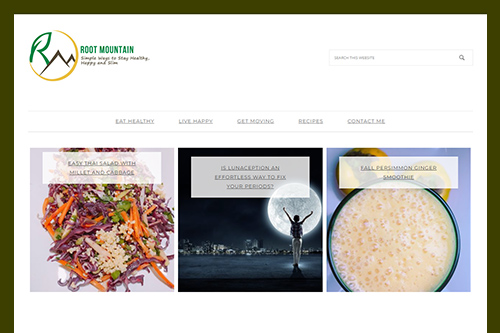 RM
ROOT MOUNTAIN
Simple Ways to Stay Healthy,
Happy and Slim
SEARCH THIS WEBSITE
EAT HEALTHY LIVE HAPPY GET MOVING RECIPES CONTACT ME
EASY THAI SALAD WITH
MILLET AND CABBAGE
IS LUNACEPTION AN
EFFORTLESS WAY TO FIX
YOUR PERIODS?
FALL PERSIMMON GINGER
SMOOTHIE